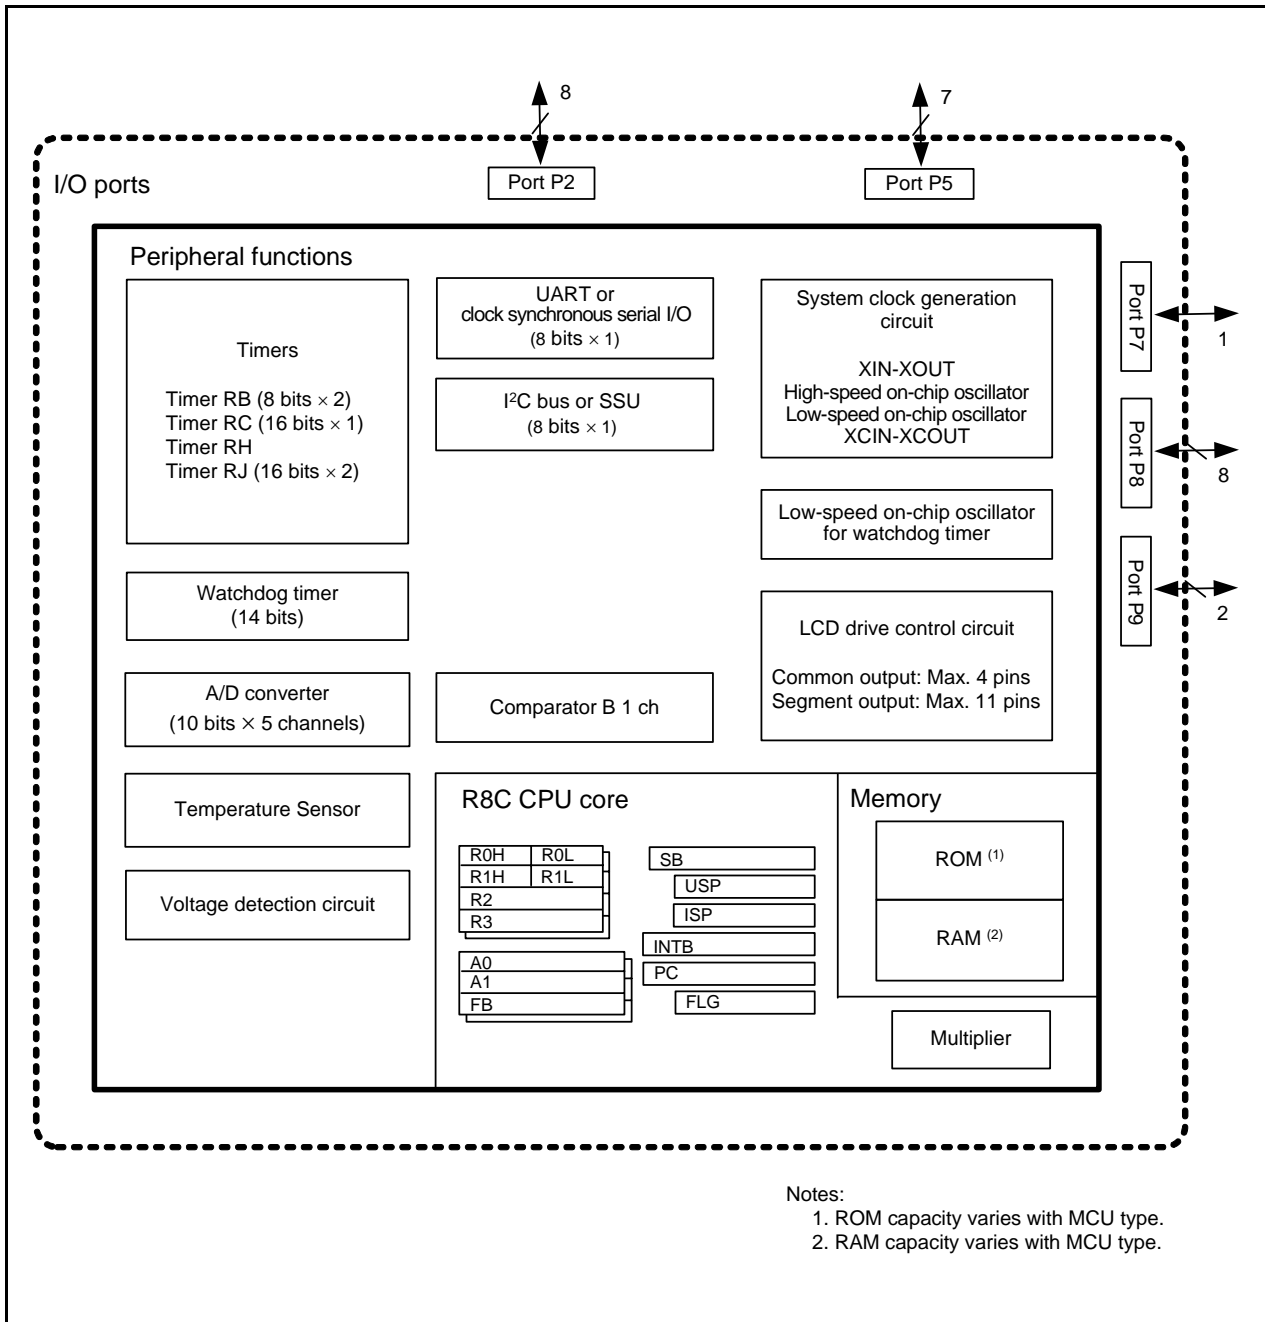 8
7
I/O ports
Port P2
Port P5
Peripheral functions
Timers
Timer RB (8 bits × 2)
Timer RC (16 bits × 1)
Timer RH
Timer RJ (16 bits × 2)
UART or
clock synchronous serial I/O
(8 bits × 1)
I²C bus or SSU
(8 bits × 1)
System clock generation
circuit
XIN-XOUT
High-speed on-chip oscillator
Low-speed on-chip oscillator
XCIN-XCOUT
Port P7
1
Port P8
8
Port P9
2
Low-speed on-chip oscillator
for watchdog timer
Watchdog timer
(14 bits)
LCD drive control circuit
Common output: Max. 4 pins
Segment output: Max. 11 pins
A/D converter
(10 bits × 5 channels)
Comparator B 1 ch
Temperature Sensor
Voltage detection circuit
R8C CPU core
R0H R0L
R1H R1L
R2
R3
A0
A1
FB
SB
USP
ISP
INTB
PC
FLG
Memory
ROM (1)
RAM (2)
Multiplier
Notes:
1. ROM capacity varies with MCU type.
2. RAM capacity varies with MCU type.